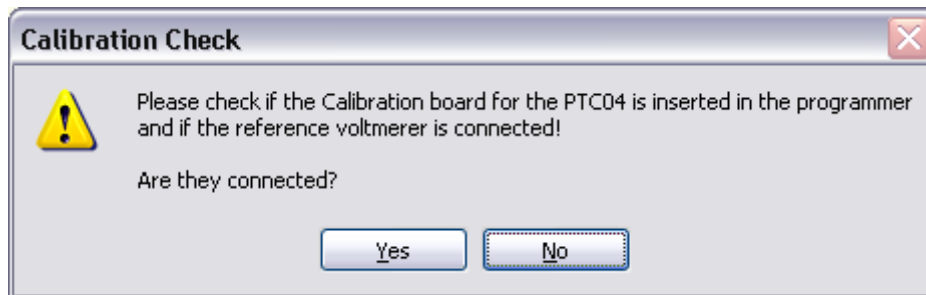 Calibration Check
Please check if the Calibration board for the PTC04 is inserted in the programmer
and if the reference voltmerer is connected!
Are they connected?
Yes
No